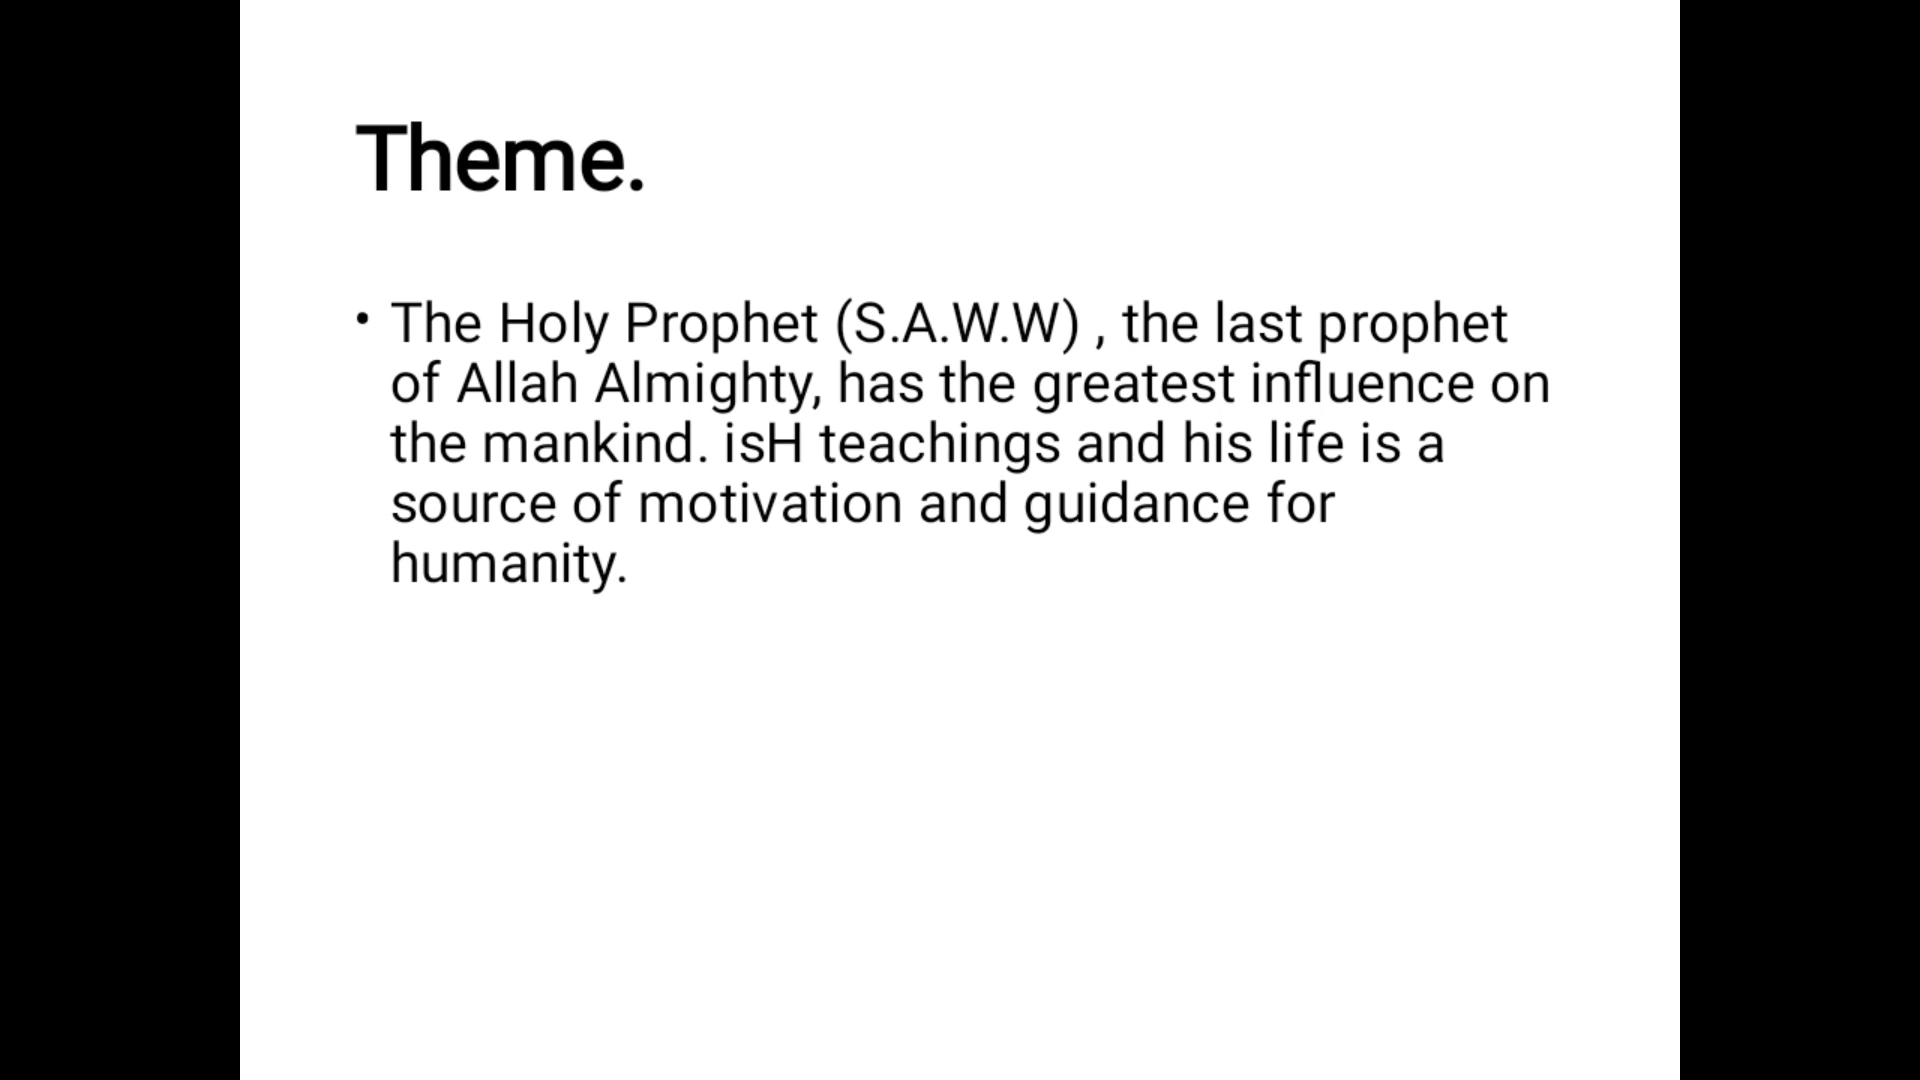 Theme.
• The Holy Prophet (S.A.W.W) , the last prophet
of Allah Almighty, has the greatest influence on
the mankind. isH teachings and his life is a
source of motivation and guidance for
humanity.